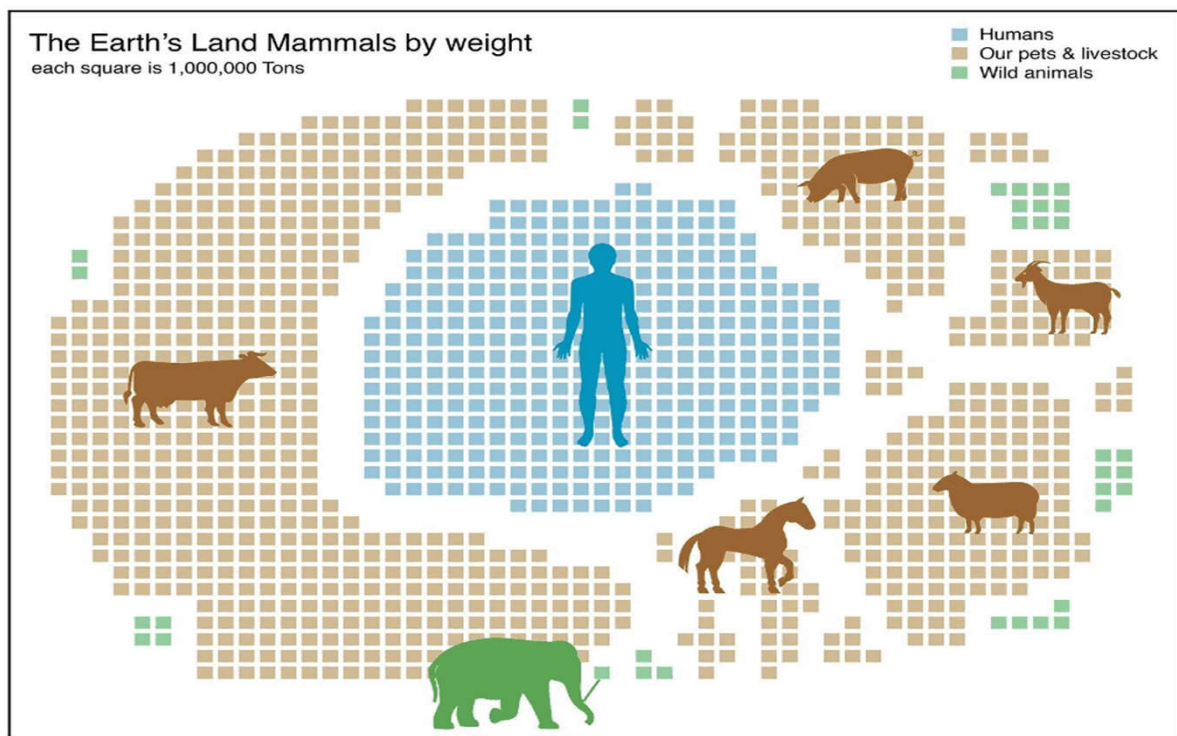 The Earth's Land Mammals by weight
each square is 1,000,000 Tons
Humans
Our pets & livestock
Wild animals